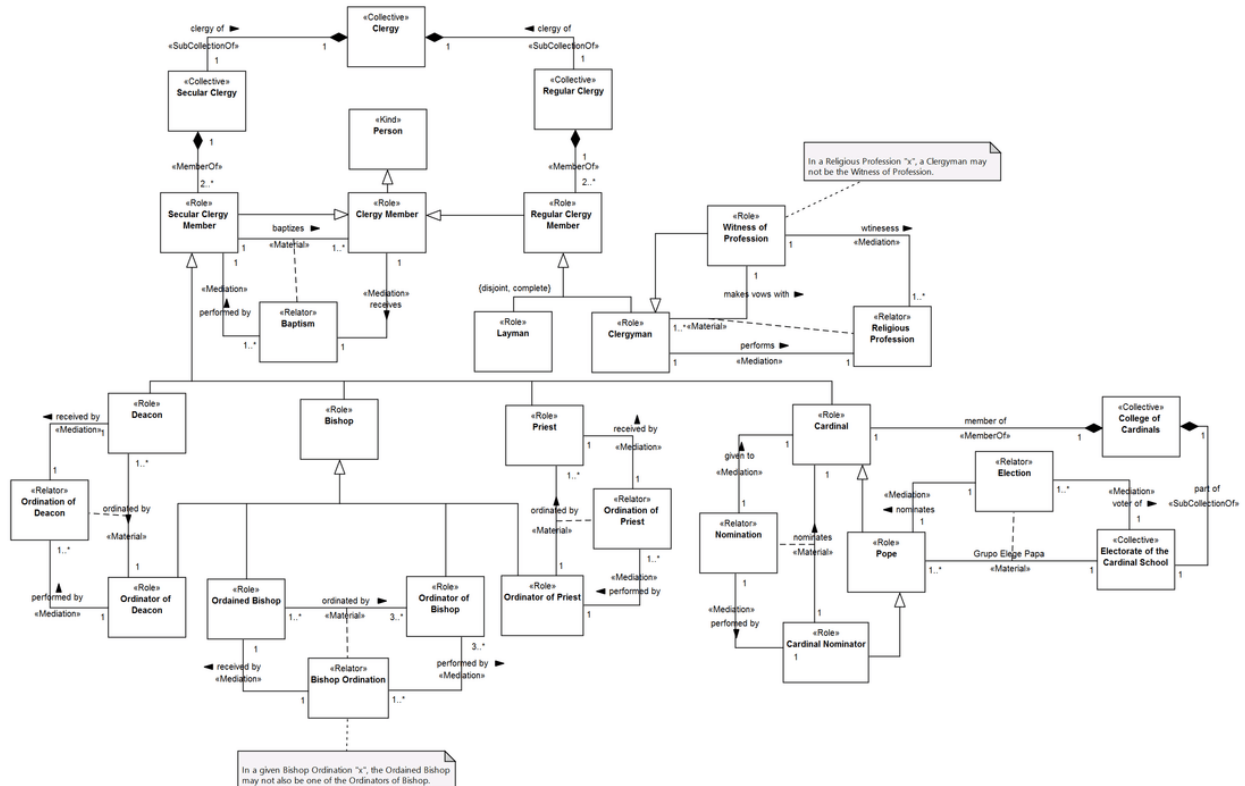 clergy of ►
«Collective»
Clergy
◄ clergy of
1
1
«SubCollectionOf»
1
«SubCollectionOf»
1
«Collective»
Secular Clergy
«Collective»
Regular Clergy
1
1
«MemberOf»
2..*
«MemberOf»
2..*
«Kind»
Person
In a Religious Profession "x", a Clergyman may
not be the Witness of Profession.
«Role»
Secular Clergy
Member
«Role»
Clergy Member
«Role»
Regular Clergy
Member
baptizes ►
1
«Material»
1..*
1
1
«Mediation»
performed by
«Mediation»
receives
«Relator»
Baptism
1..*
1
«Role»
Witness of
Profession
wtinesess ►
1
«Mediation»
1
makes vows with ►
1..*
{disjoint, complete}
«Role»
Layman
«Role»
Clergyman
1..*
«Material»
performs ►
1
«Mediation»
1
«Relator»
Religious
Profession
«Role»
Deacon
◄ received by
«Mediation»
1
1..*
1
«Relator»
Ordination of
Deacon
ordinated by
«Material»
1..*
1
performed by
«Mediation»
1
«Role»
Ordinator of
Deacon
«Role»
Bishop
«Role»
Ordained Bishop
ordinated by ►
1..*
«Material»
3..*
«Role»
Ordinator of
Bishop
1
3..*
◄ received by
«Mediation»
performed by ►
«Mediation»
1
1..*
«Relator»
Bishop Ordination
In a given Bishop Ordination "x", the Ordained Bishop
may not also be one of the Ordinators of Bishop.
«Role»
Priest
received by
«Mediation»
1
1..*
1
«Relator»
Ordination of
Priest
ordinated by
«Material»
1
1..*
«Mediation»
◄ performed by
1
«Role»
Ordinator of Priest
«Role»
Cardinal
member of
1
«MemberOf»
1
«Collective»
College of
Cardinals
1
1
1
given to
«Mediation»
1
«Relator»
Nomination
nominates
«Material»
1
«Mediation»
perfomed by
1
1
«Role»
Cardinal Nominator
1
«Relator»
Election
1
1..*
«Mediation»
◄ nominates
1
«Mediation»
voter of
1
part of
«SubCollectionOf»
«Role»
Pope
Grupo Elege Papa
1..*
«Material»
1
«Collective»
Electorate of the
Cardinal School
1